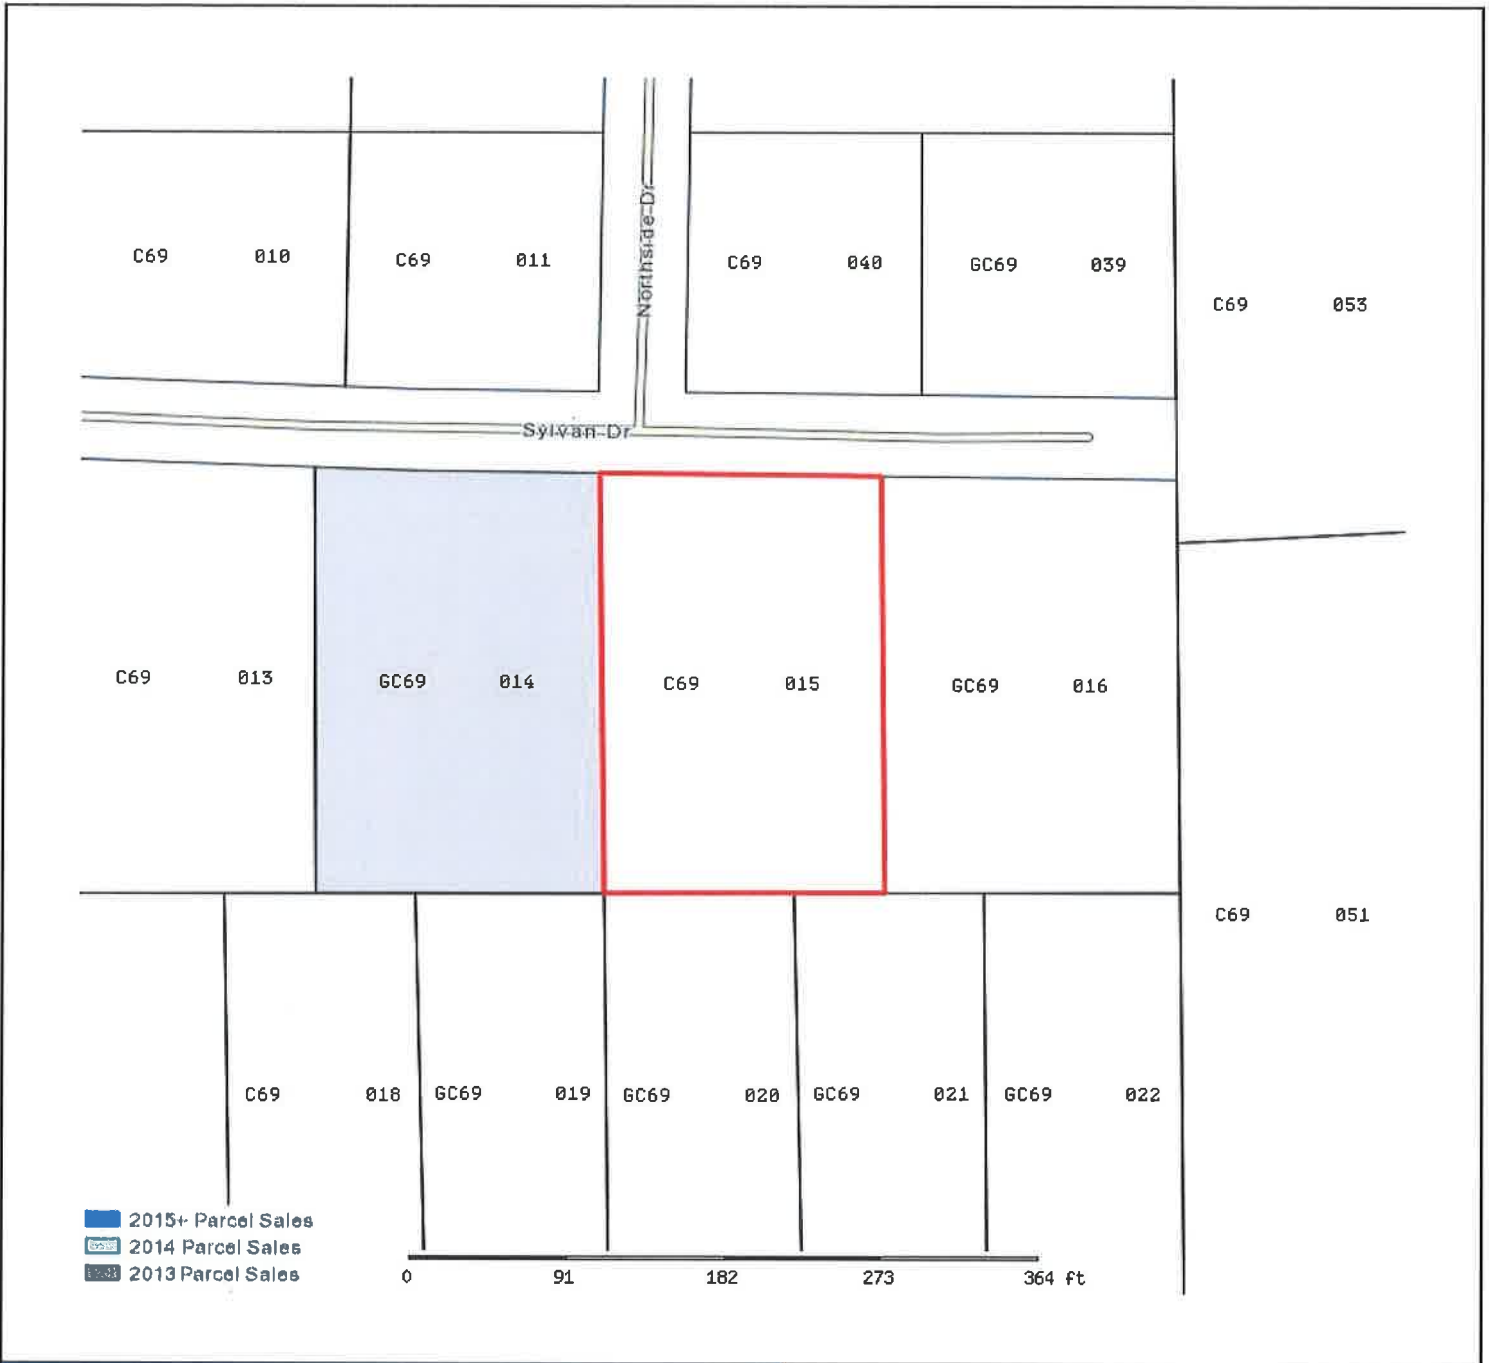 Northside Dr
C69 010 C69 011 C69 040 GC69 039
C69 053
Sylvan Dr
C69 013 GC69 014 C69 015 GC69 016
C69 051
C69 018 GC69 019 GC69 020 GC69 021 GC69 022
2015+ Parcel Sales
2014 Parcel Sales
2013 Parcel Sales
0 91 182 273 364 ft